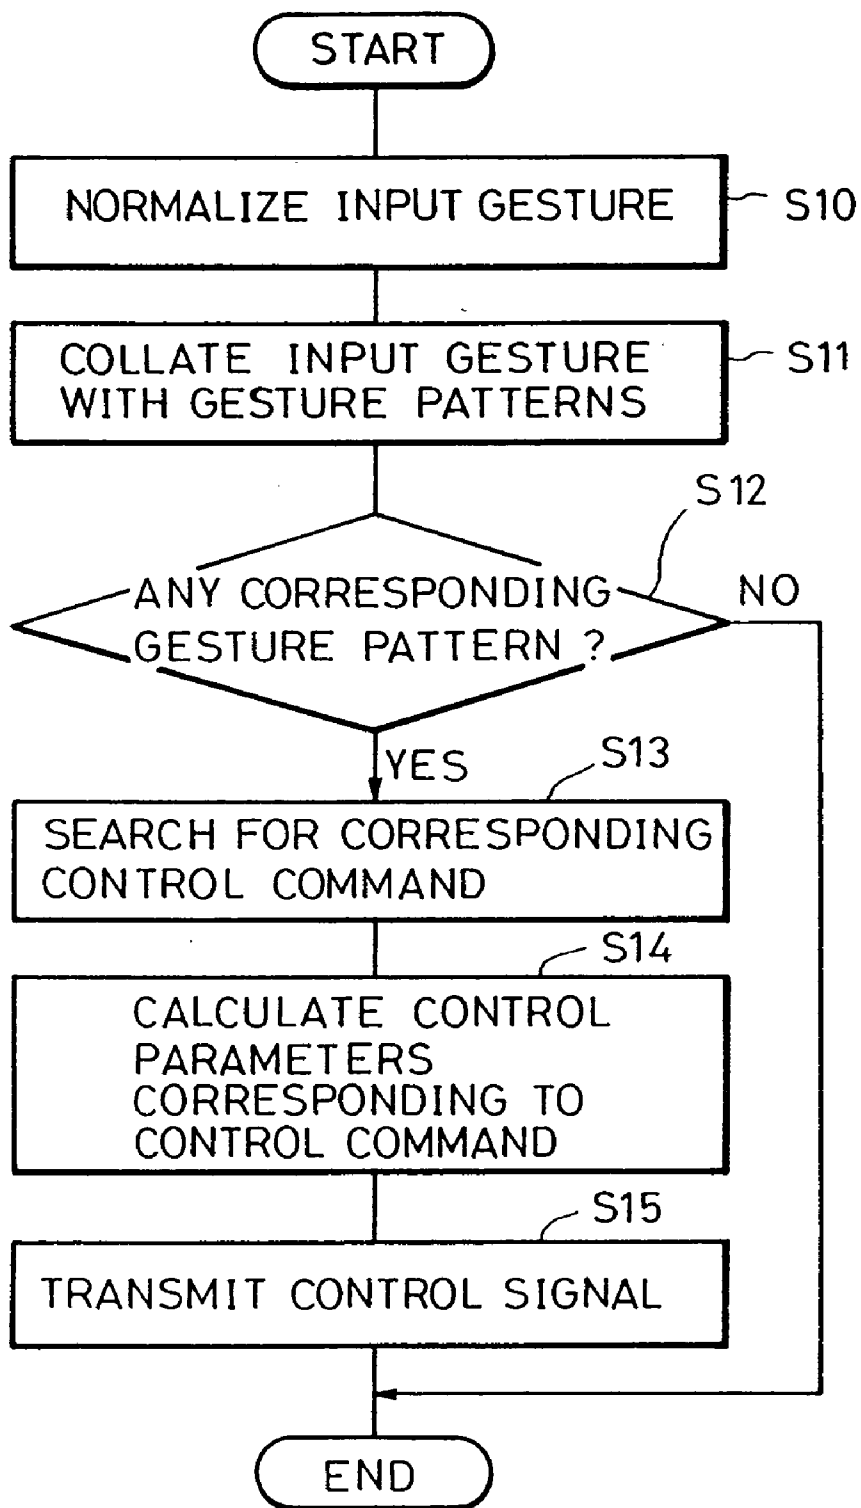 START
NORMALIZE INPUT GESTURE
S10
COLLATE INPUT GESTURE
WITH GESTURE PATTERNS
S11
S12
ANY CORRESPONDING
GESTURE PATTERN ?
NO
YES
S13
SEARCH FOR CORRESPONDING
CONTROL COMMAND
S14
CALCULATE CONTROL
PARAMETERS
CORRESPONDING TO
CONTROL COMMAND
S15
TRANSMIT CONTROL SIGNAL
END